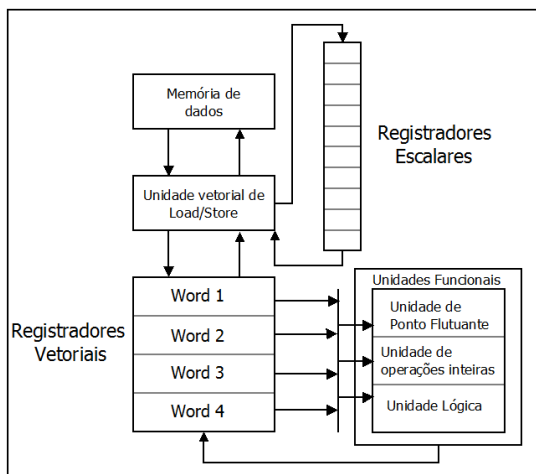 Memória de
dados
Registradores
Escalares
Unidade vetorial de
Load/Store
Registradores
Vetoriais
Word 1
Word 2
Word 3
Word 4
Unidades Funcionais
Unidade de
Ponto Flutuante
Unidade de
operações inteiras
Unidade Lógica